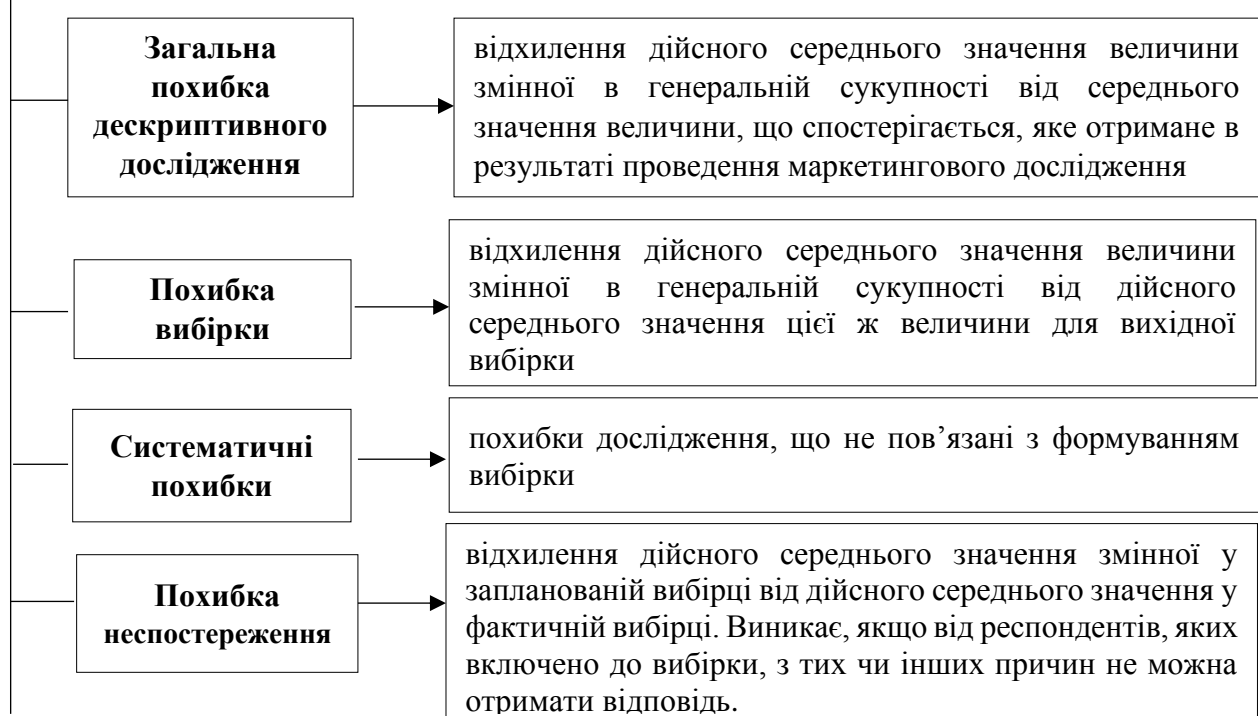 Загальна
похибка
дескриптивного
дослідження
відхилення дійсного середнього значення величини
змінної в генеральній сукупності від середнього
значення величини, що спостерігається, яке отримане в
результаті проведення маркетингового дослідження
Похибка
вибірки
відхилення дійсного середнього значення величини
змінної в генеральній сукупності від дійсного
середнього значення цієї ж величини для вихідної
вибірки
Систематичні
похибки
похибки дослідження, що не пов’язані з формуванням
вибірки
Похибка
неспостереження
відхилення дійсного середнього значення змінної у
запланованій вибірці від дійсного середнього значення у
фактичній вибірці. Виникає, якщо від респондентів, яких
включено до вибірки, з тих чи інших причин не можна
отримати відповідь.